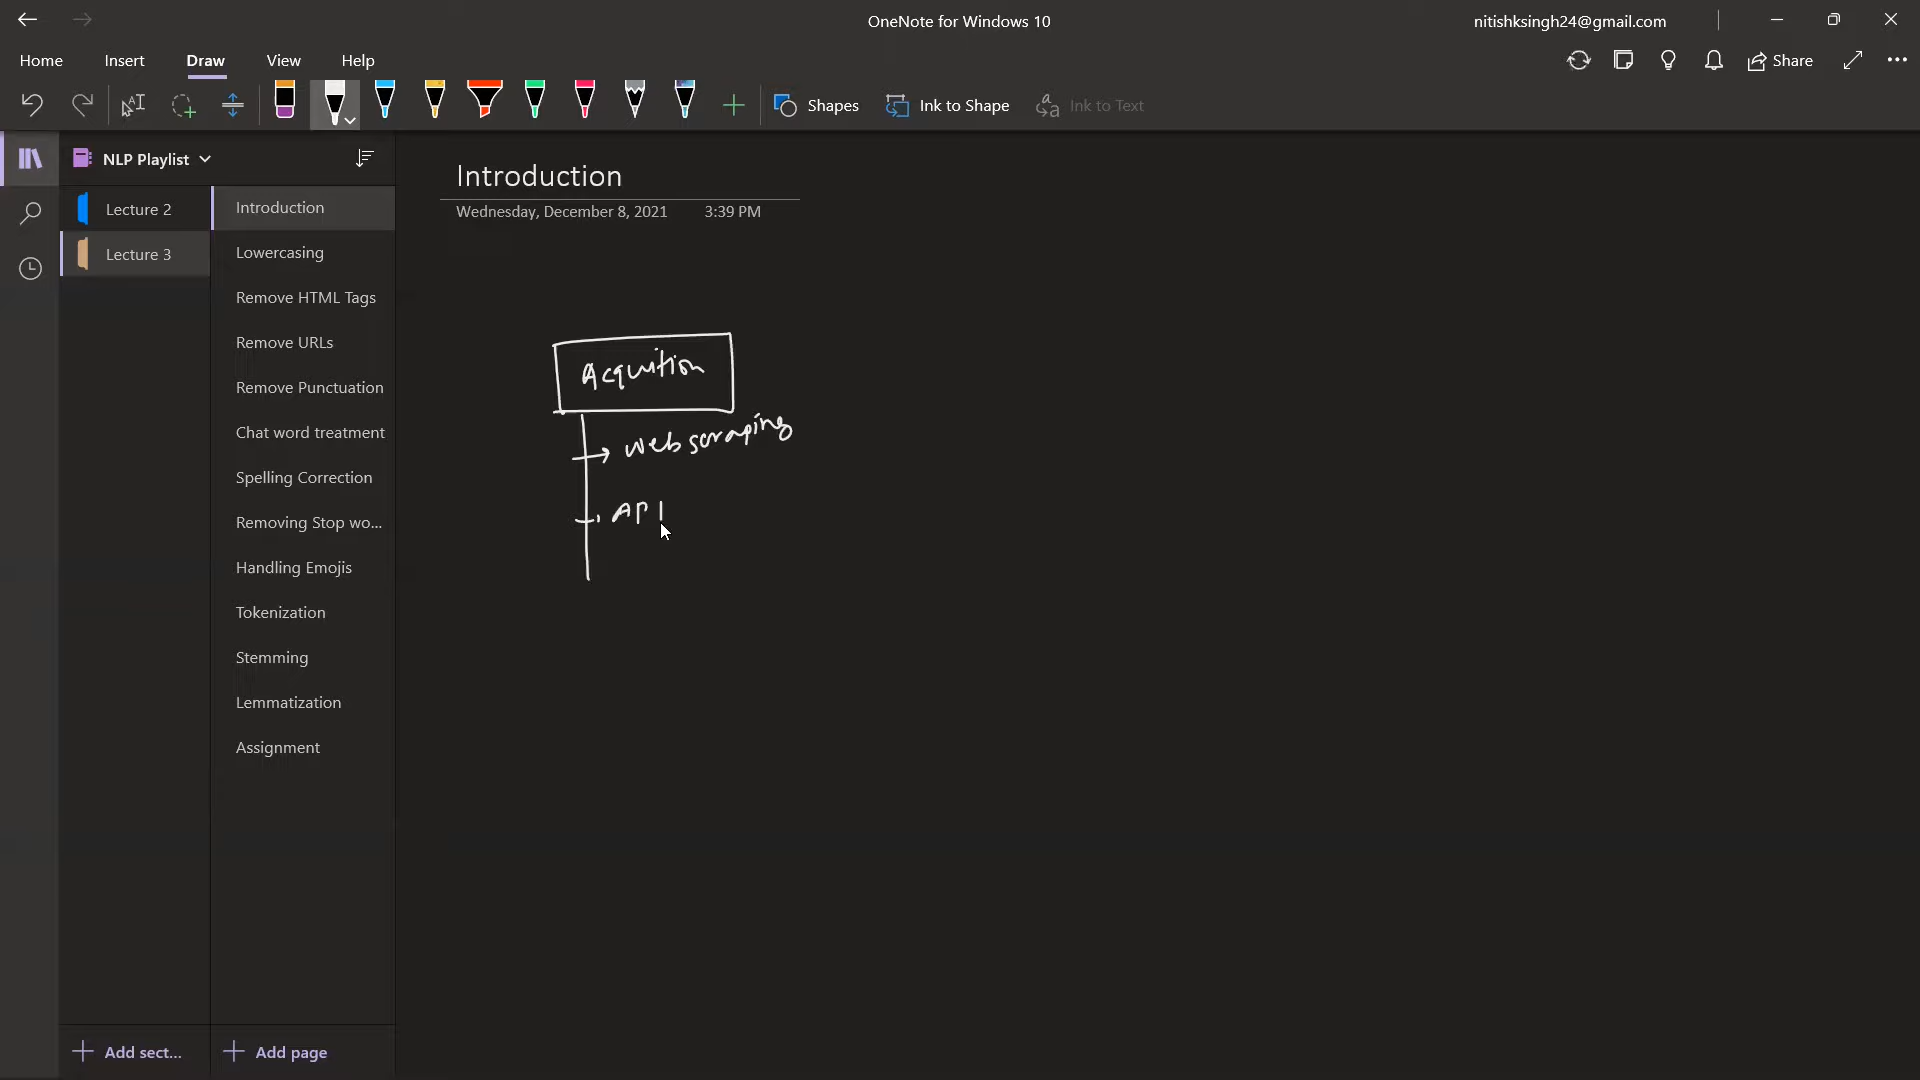 OneNote for Windows 10
nitishksingh24@gmail.com
Home Insert Draw View Help
Share
Shapes Ink to Shape Ink to Text
NLP Playlist
Lecture 2
Lecture 3
Introduction
Lowercasing
Remove HTML Tags
Remove URLs
Remove Punctuation
Chat word treatment
Spelling Correction
Removing Stop wo...
Handling Emojis
Tokenization
Stemming
Lemmatization
Assignment
Add sect...
Add page
Introduction
Wednesday, December 8, 2021 3:39 PM
Acquition
Web scraping
API